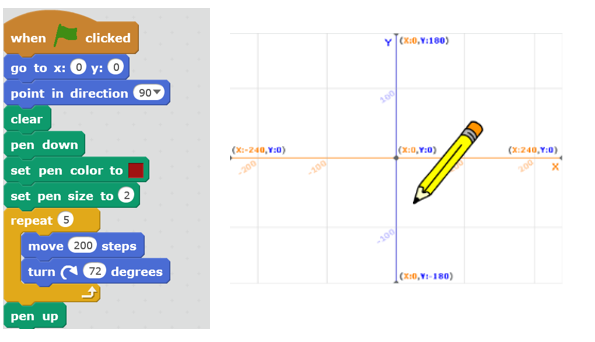 when clicked
go to x: 0 y: 0
point in direction 90
clear
pen down
set pen color to
set pen size to 2
repeat 5
move 200 steps
turn 72 degrees
pen up
Y (X:0,Y:180)
100
(X:-240,Y:0) (X:0,Y:0) (X:240,Y:0)
-200 -100 200 X
-100
(X:0,Y:-180)